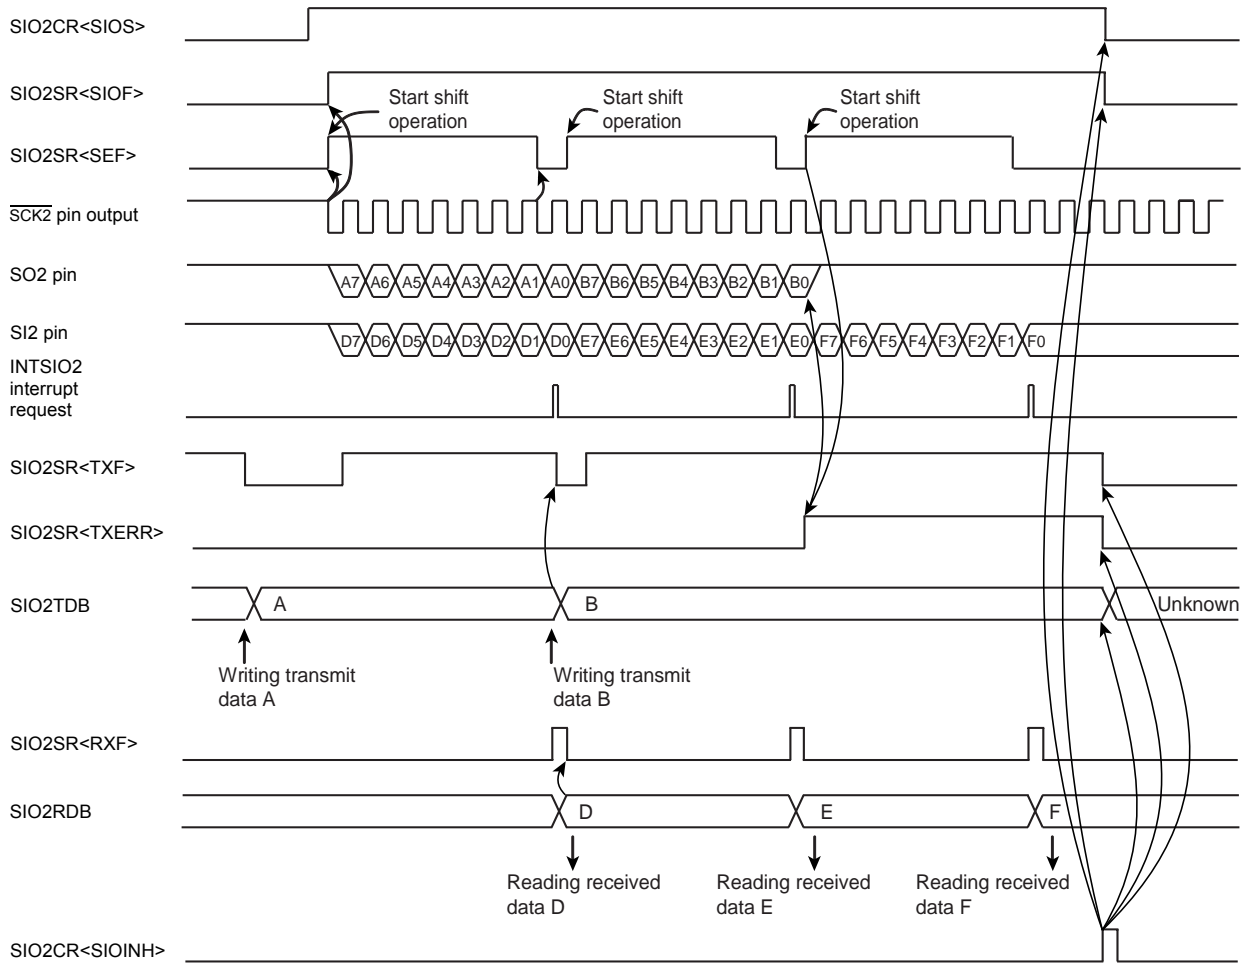 SIO2CR<SIOS>
SIO2SR<SIOF>
Start shift
operation
Start shift
operation
Start shift
operation
SIO2SR<SEF>
SCK2 pin output
SO2 pin
A7 A6 A5 A4 A3 A2 A1 A0 B7 B6 B5 B4 B3 B2 B1 B0
SI2 pin
D7 D6 D5 D4 D3 D2 D1 D0 E7 E6 E5 E4 E3 E2 E1 E0 F7 F6 F5 F4 F3 F2 F1 F0
INTSIO2
interrupt
request
SIO2SR<TXF>
SIO2SR<TXERR>
SIO2TDB
A
B
Unknown
Writing transmit
data A
Writing transmit
data B
SIO2SR<RXF>
SIO2RDB
D
E
F
Reading received
data D
Reading received
data E
Reading received
data F
SIO2CR<SIOINH>